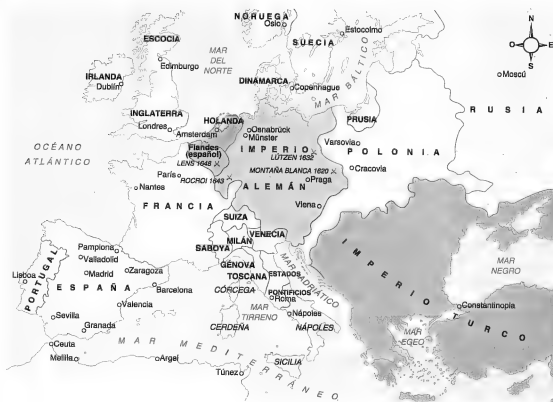 NORUEGA
Oslo
ESCOCIA
Edimburgo
MAR
DEL
NORTE
SUECIA
Estocolmo
N
O
E
S
Moscú
IRLANDA
Dublín
DINAMARCA
Copenhague
MAR BÁLTICO
RUSIA
INGLATERRA
Londres
HOLANDA
Amsterdam
Osnabrück
Münster
PRUSIA
Flandes
(español)
LENS 1648
IMPERIO
LÜTZEN 1632
Varsovia
POLONIA
OCÉANO
ATLÁNTICO
París
ROCROI 1643
MONTAÑA BLANCA 1620
Praga
Cracovia
Nantes
ALEMÁN
FRANCIA
Viena
SUIZA
MILÁN
VENECIA
SABOYA
GÉNOVA
TOSCANA
ESTADOS
PONTIFICIOS
MAR ADRIÁTICO
IMPERIO TURCO
MAR
NEGRO
Pamplona
Valladolid
Lisboa
PORTUGAL
Madrid
Zaragoza
ESPAÑA
Barcelona
Valencia
CÓRCEGA
Roma
MAR
TIRRENO
Nápoles
NÁPOLES
Constantinopla
Sevilla
Granada
CERDEÑA
MAR
EGEO
Ceuta
MAR MEDITERRÁNEO
Melilla
Argel
Túnez
SICILIA